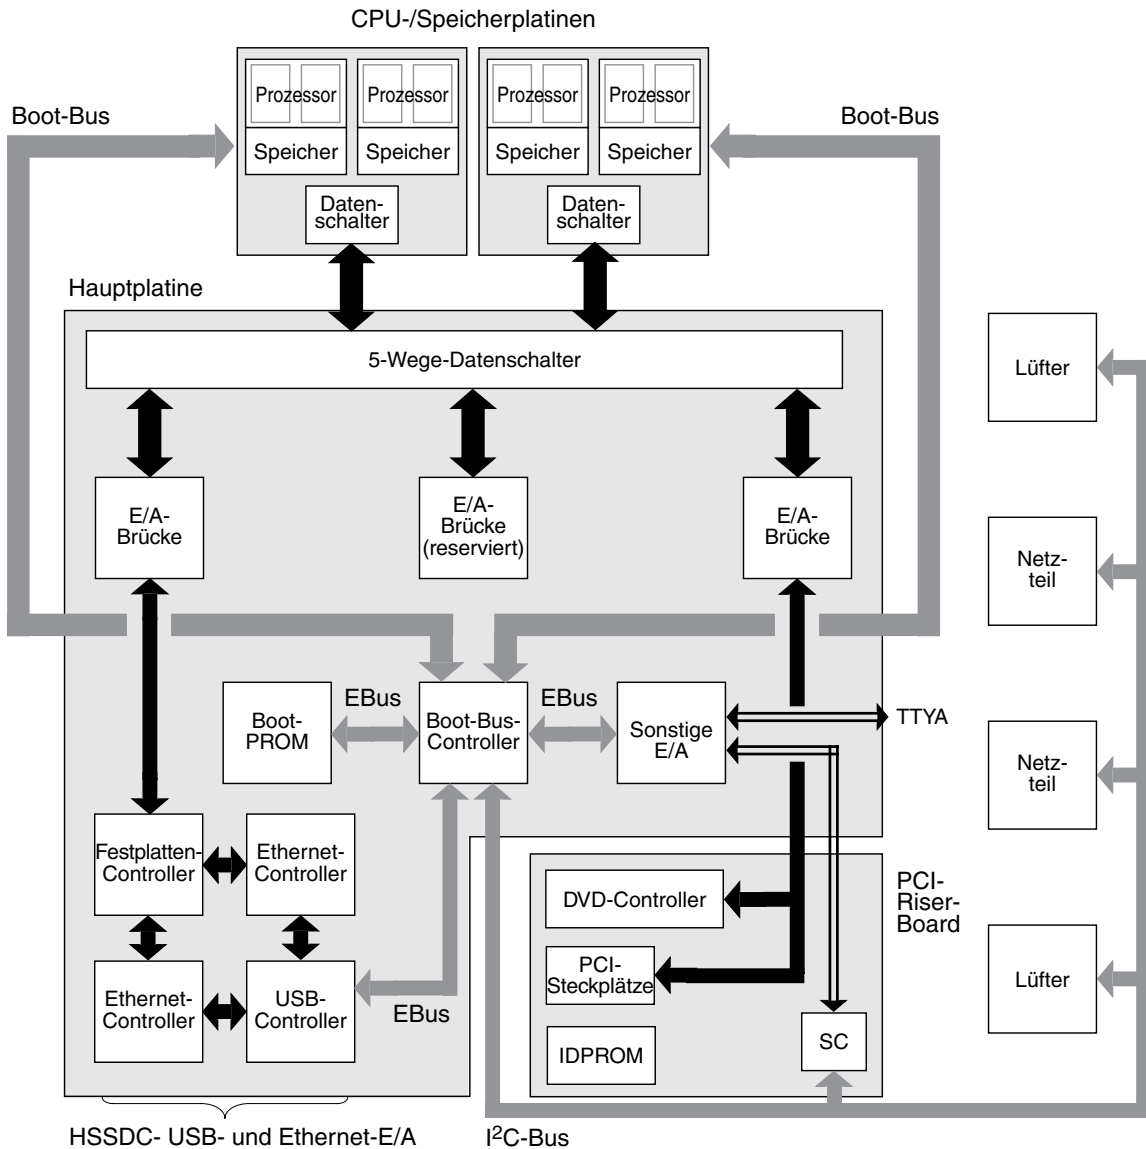 CPU-/Speicherplatinen
Boot-Bus
Boot-Bus
Prozessor
Prozessor
Prozessor
Prozessor
Speicher
Speicher
Speicher
Speicher
Daten-
schalter
Daten-
schalter
Hauptplatine
5-Wege-Datenschalter
Lüfter
E/A-
Brücke
E/A-
Brücke
(reserviert)
E/A-
Brücke
Netz-
teil
Boot-
PROM
EBus
Boot-Bus-
Controller
EBus
Sonstige
E/A
TTYA
Netz-
teil
Festplatten-
Controller
Ethernet-
Controller
DVD-Controller
PCI-
Riser-
Board
PCI-
Steckplätze
Ethernet-
Controller
USB-
Controller
EBus
Lüfter
IDPROM
SC
HSSDC- USB- und Ethernet-E/A
I²C-Bus